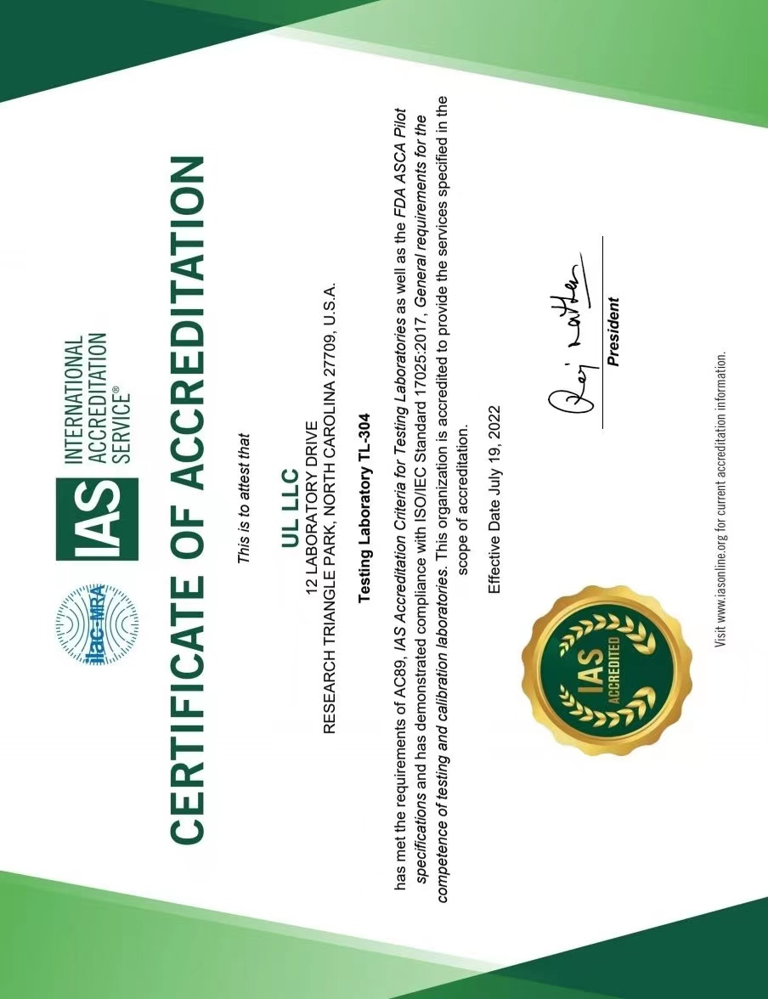 ilac-MRA
IAS
INTERNATIONAL
ACCREDITATION
SERVICE®
CERTIFICATE OF ACCREDITATION
This is to attest that
UL LLC
12 LABORATORY DRIVE
RESEARCH TRIANGLE PARK, NORTH CAROLINA 27709, U.S.A.
Testing Laboratory TL-304
has met the requirements of AC89, IAS Accreditation Criteria for Testing Laboratories as well as the FDA ASCA Pilot
specifications and has demonstrated compliance with ISO/IEC Standard 17025:2017, General requirements for the
competence of testing and calibration laboratories. This organization is accredited to provide the services specified in the
scope of accreditation.
Effective Date July 19, 2022
IAS
ACCREDITED
President
Visit www.iasonline.org for current accreditation information.